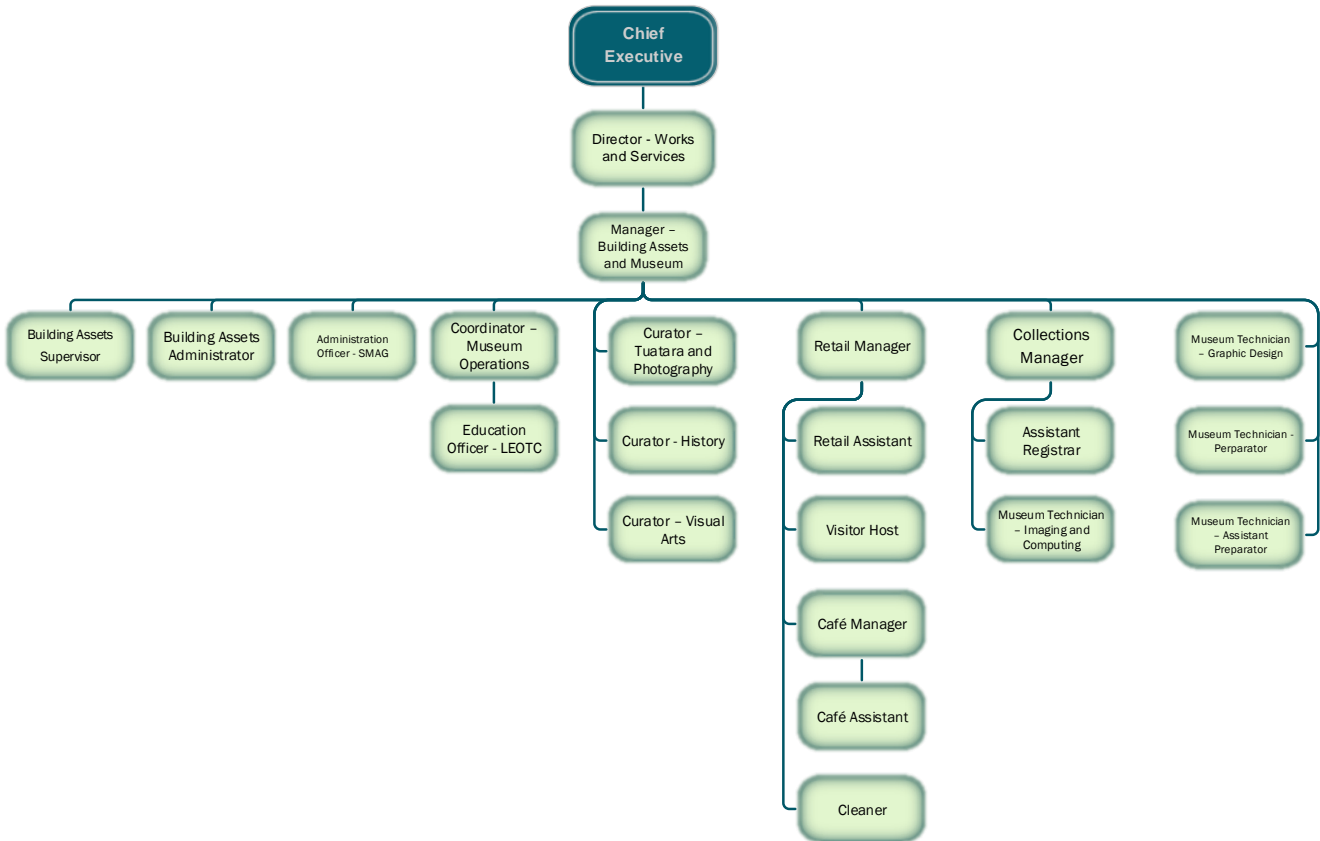 Chief
Executive
Director - Works
and Services
Manager –
Building Assets
and Museum
Building Assets
Supervisor
Building Assets
Administrator
Administration
Officer - SMAG
Coordinator –
Museum
Operations
Education
Officer - LEOTC
Curator –
Tuatara and
Photography
Curator - History
Curator – Visual
Arts
Retail Manager
Retail Assistant
Visitor Host
Café Manager
Café Assistant
Cleaner
Collections
Manager
Assistant
Registrar
Museum Technician
– Imaging and
Computing
Museum Technician
– Graphic Design
Museum Technician -
Perparator
Museum Technician
– Assistant
Preparator